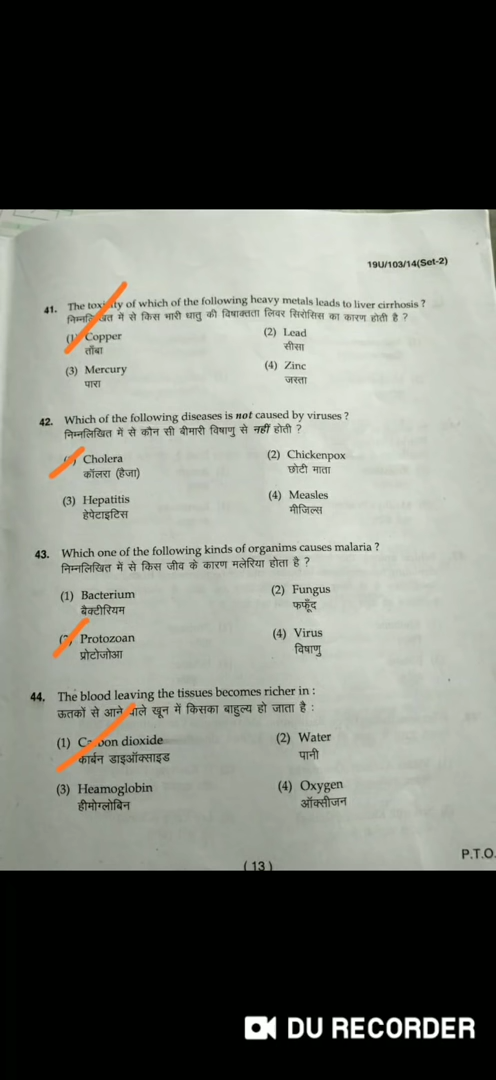 19U/103/14(Set-2)
41. The toxicity of which of the following heavy metals leads to liver cirrhosis ?
निम्नलिखित में से किस भारी धातु की विषाक्तता लिवर सिरोसिस का कारण होती है ?
(1) Copper (2) Lead
ताँबा सीसा
(3) Mercury (4) Zinc
पारा जस्ता
42. Which of the following diseases is not caused by viruses ?
निम्नलिखित में से कौन सी बीमारी विषाणु से नहीं होती ?
Cholera (2) Chickenpox
कॉलरा (हैजा) छोटी माता
(3) Hepatitis (4) Measles
हेपेटाइटिस मीजिल्स
43. Which one of the following kinds of organims causes malaria ?
निम्नलिखित में से किस जीव के कारण मलेरिया होता है ?
(1) Bacterium (2) Fungus
बैक्टीरियम फफूँद
(3) Protozoan (4) Virus
प्रोटोजोआ विषाणु
44. The blood leaving the tissues becomes richer in :
ऊतकों से आने वाले खून में किसका बाहुल्य हो जाता है :
(1) Carbon dioxide (2) Water
कार्बन डाइऑक्साइड पानी
(3) Heamoglobin (4) Oxygen
हीमोग्लोबिन ऑक्सीजन
P.T.O.
( 13 )
DU RECORDER